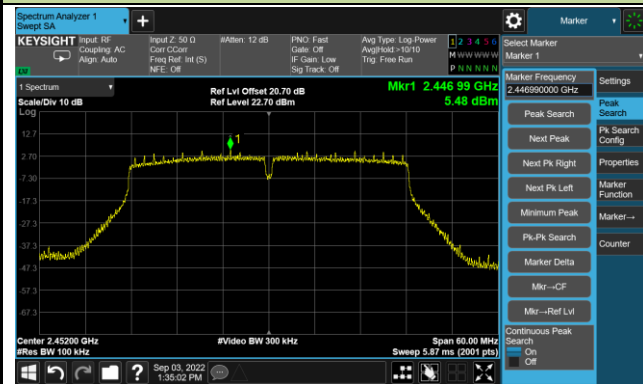 Spectrum Analyzer 1
Swept SA
Marker
KEYSIGHT
Input: RF
Coupling: AC
Align: Auto
Input Z: 50 Ω
Corr CCorr
Freq Ref: Int (S)
NFE: Off
#Atten: 12 dB
PNO: Fast
Gate: Off
IF Gain: Low
Sig Track: Off
Avg Type: Log-Power
Avg|Hold:>10/10
Trig: Free Run
1 2 3 4 5 6
M W W W W W
P N N N N N
LVI
Select Marker
Marker 1
1 Spectrum
Scale/Div 10 dB
Ref Lvl Offset 20.70 dB
Ref Level 22.70 dBm
Mkr1 2.446 99 GHz
5.48 dBm
Log
12.7
2.70
-7.30
-17.3
-27.3
-37.3
-47.3
-57.3
-67.3
1
Center 2.45200 GHz
#Res BW 100 kHz
#Video BW 300 kHz
Span 60.00 MHz
Sweep 5.87 ms (2001 pts)
Marker Frequency
2.446990000 GHz
Peak Search
Next Peak
Next Pk Right
Next Pk Left
Minimum Peak
Pk-Pk Search
Marker Delta
Mkr→CF
Mkr→Ref Lvl
Continuous Peak
Search
On
Off
Settings
Peak
Search
Pk Search
Config
Properties
Marker
Function
Marker→
Counter
Sep 03, 2022
1:35:02 PM